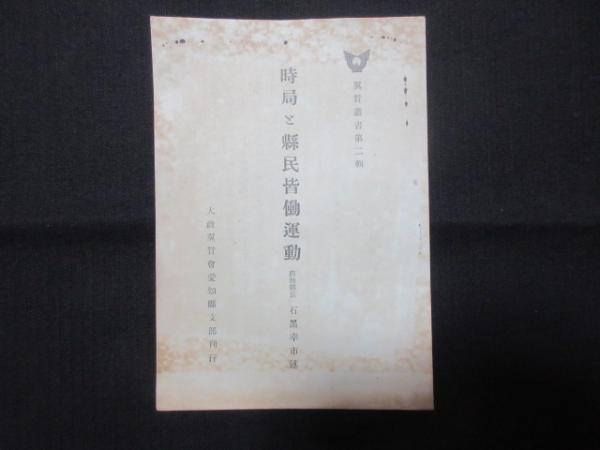 翼賛叢書第二輯
時局と縣民皆働運動
石黒幸市述
大政翼賛會愛知縣支部刊行